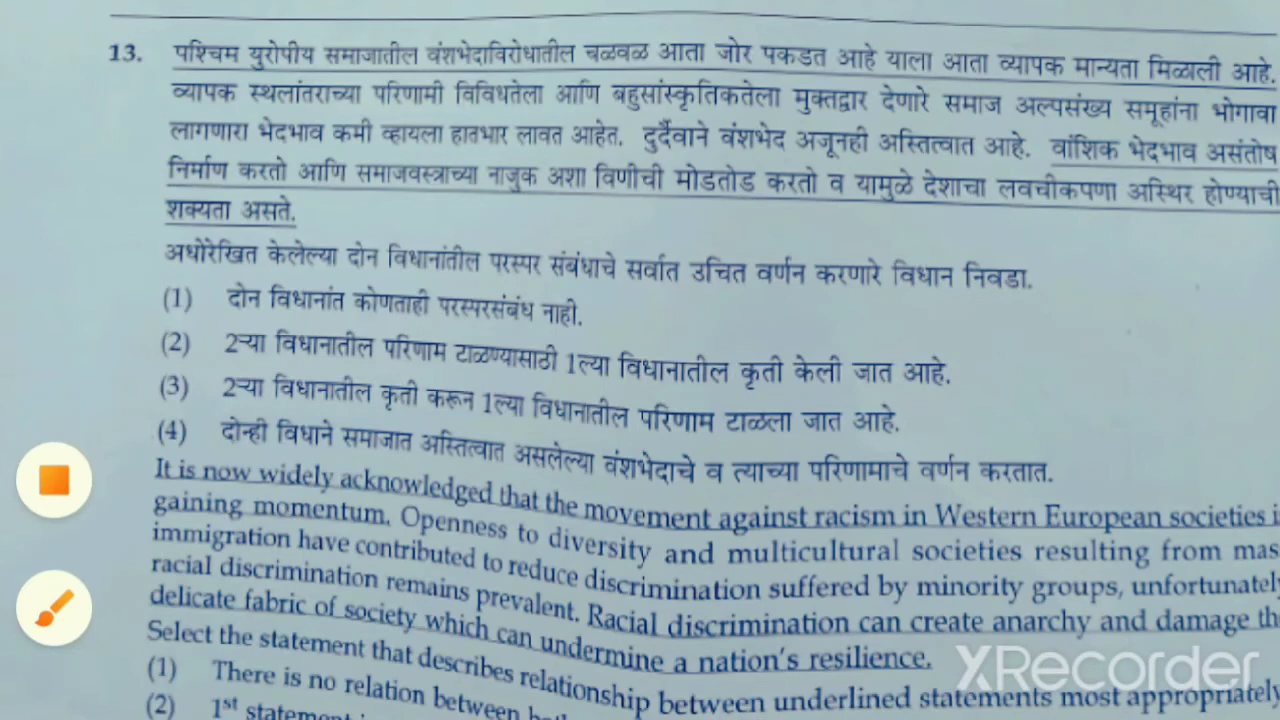 13. पश्चिम युरोपीय समाजातील वंशभेदाविरोधातील चळवळ आता जोर पकडत आहे याला आता व्यापक मान्यता मिळाली आहे.
व्यापक स्थलांतराच्या परिणामी विविधतेला आणि बहुसांस्कृतिकतेला मुक्तद्वार देणारे समाज अल्पसंख्य समूहांना भोगावा
लागणारा भेदभाव कमी व्हायला हातभार लावत आहेत. दुर्दैवाने वंशभेद अजूनही अस्तित्वात आहे. वांशिक भेदभाव असंतोष
निर्माण करतो आणि समाजवस्त्राच्या नाजुक अशा विणीची मोडतोड करतो व यामुळे देशाचा लवचीकपणा अस्थिर होण्याची
शक्यता असते.
अधोरेखित केलेल्या दोन विधानांतील परस्पर संबंधाचे सर्वात उचित वर्णन करणारे विधान निवडा.
(1) दोन विधानांत कोणताही परस्परसंबंध नाही.
(2) 2ऱ्या विधानातील परिणाम टाळण्यासाठी 1ल्या विधानातील कृती केली जात आहे.
(3) 2ऱ्या विधानातील कृती करून 1ल्या विधानातील परिणाम टाळला जात आहे.
(4) दोन्ही विधाने समाजात अस्तित्वात असलेल्या वंशभेदाचे व त्याच्या परिणामाचे वर्णन करतात.
It is now widely acknowledged that the movement against racism in Western European societies i
gaining momentum. Openness to diversity and multicultural societies resulting from mas
immigration have contributed to reduce discrimination suffered by minority groups, unfortunatel
racial discrimination remains prevalent. Racial discrimination can create anarchy and damage th
delicate fabric of society which can undermine a nation's resilience.
Select the statement that describes relationship between underlined statements most appropriately
(1) There is no relation between
(2) 1st statement
XRecorder